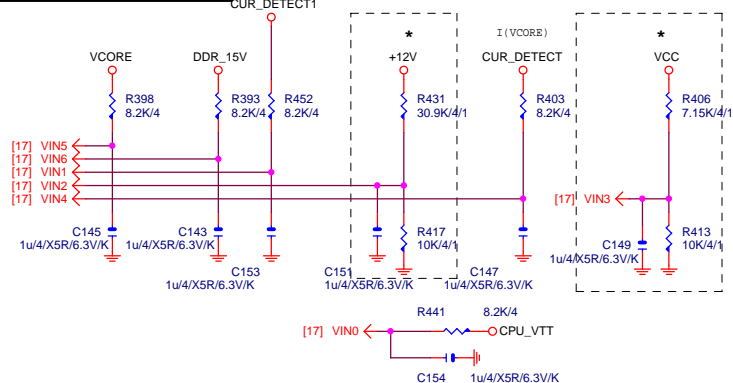 CUR_DETECT1
I(VCORE)
* *
VCORE DDR_15V +12V CUR_DETECT VCC
R398 R393 R452 R431 R403 R406
8.2K/4 8.2K/4 8.2K/4 30.9K/4/1 8.2K/4 7.15K/4/1
[17] VIN5
[17] VIN6
[17] VIN1
[17] VIN2
[17] VIN4 [17] VIN3
C145 C143 R417 R413
1u/4/X5R/6.3V/K 1u/4/X5R/6.3V/K 10K/4/1 C149 10K/4/1
1u/4/X5R/6.3V/K
C153 C151 C147
1u/4/X5R/6.3V/K 1u/4/X5R/6.3V/K 1u/4/X5R/6.3V/K
R441 8.2K/4
[17] VIN0 CPU_VTT
C154 1u/4/X5R/6.3V/K